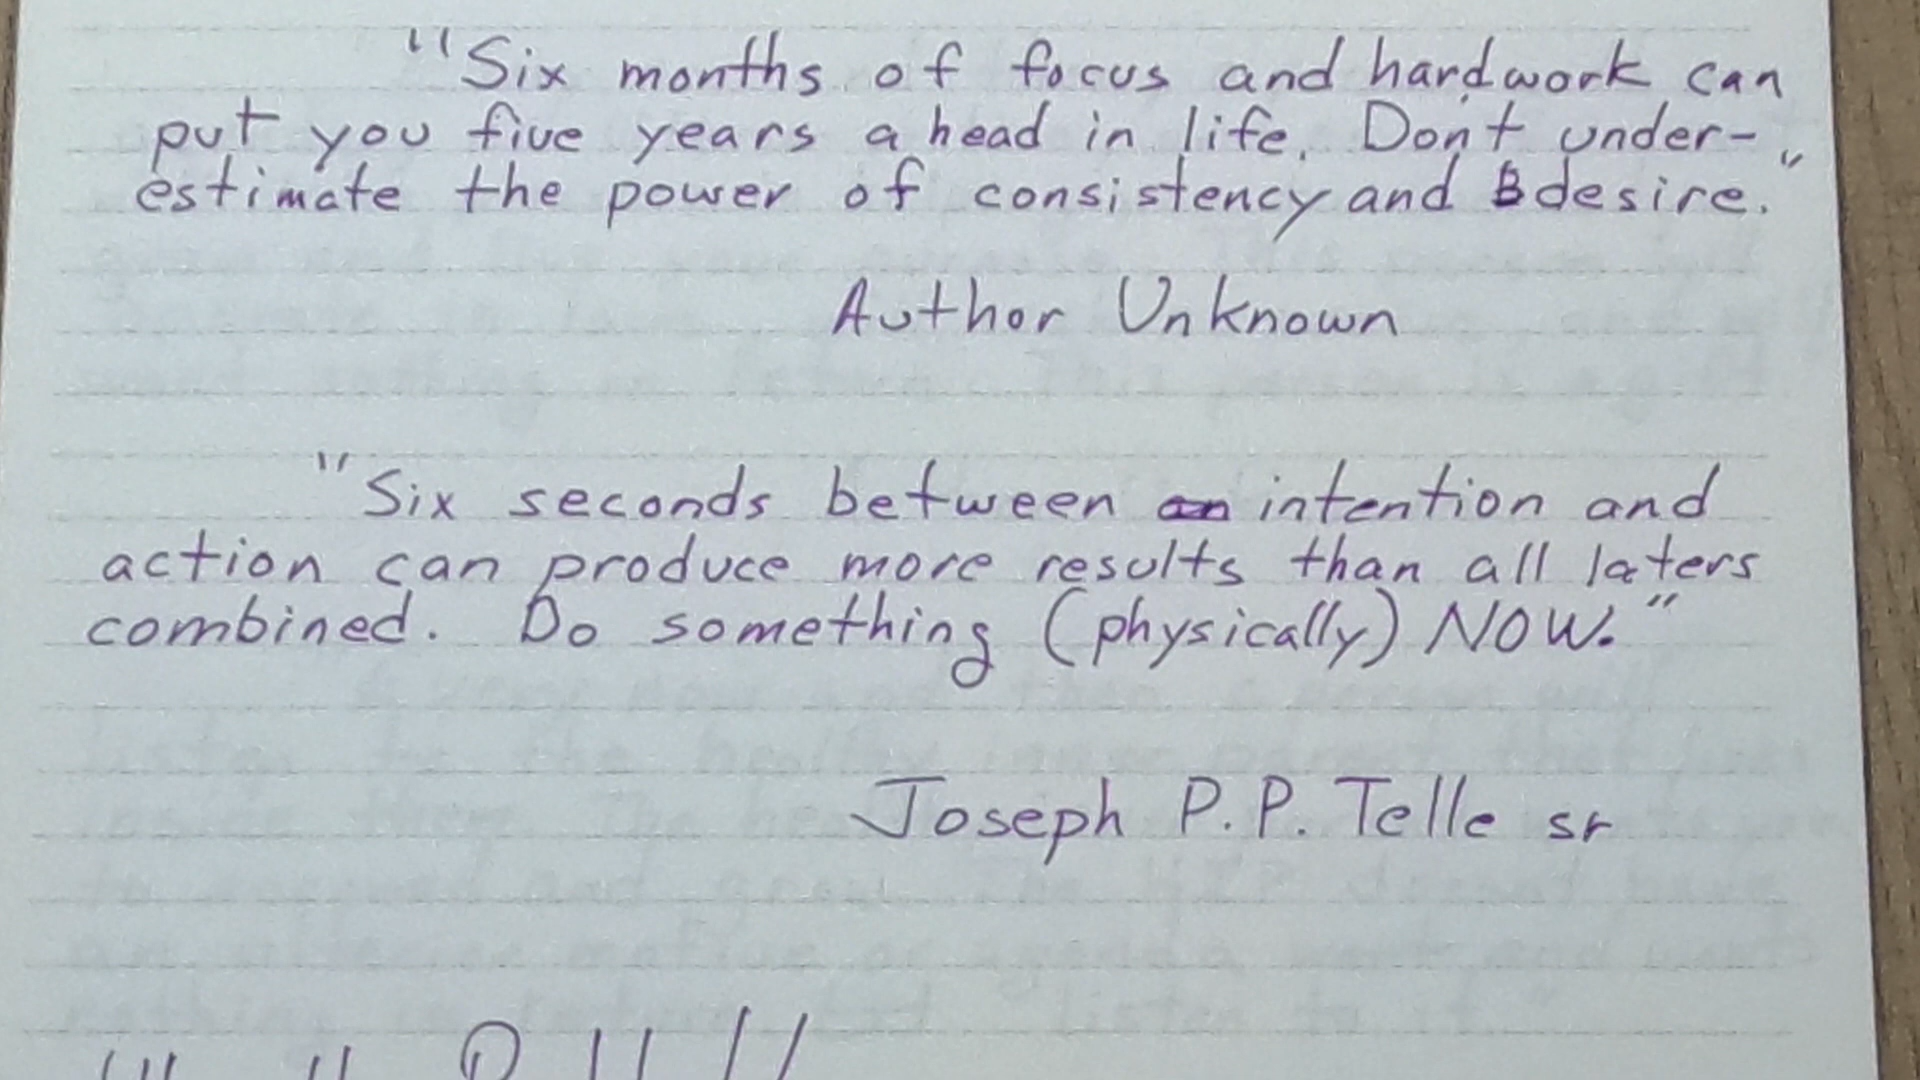 "Six months of focus and hardwork can
put you five years a head in life. Don't under-
estimate the power of consistency and desire."
Author Unknown
"Six seconds between intention and
action can produce more results than all laters
combined. Do something (physically) NOW."
Joseph P.P. Telle sr